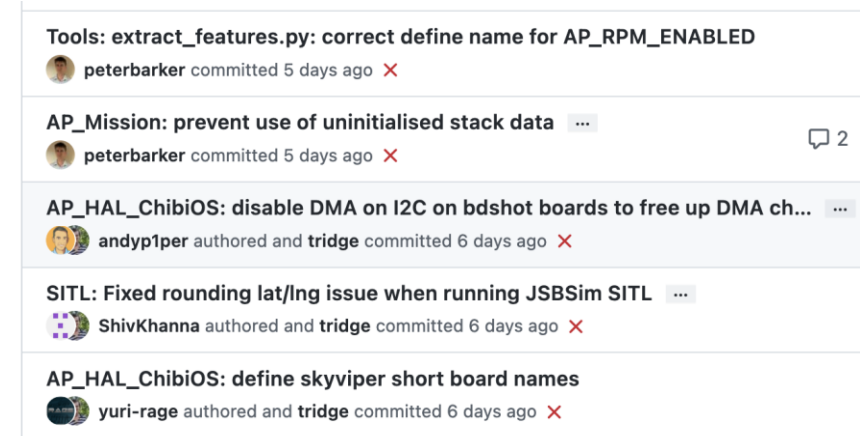 Tools: extract_features.py: correct define name for AP_RPM_ENABLED
peterbarker committed 5 days ago
AP_Mission: prevent use of uninitialised stack data ...
2
peterbarker committed 5 days ago
AP_HAL_ChibiOS: disable DMA on I2C on bdshot boards to free up DMA ch... ...
andyp1per authored and tridge committed 6 days ago
SITL: Fixed rounding lat/lng issue when running JSBSim SITL ...
ShivKhanna authored and tridge committed 6 days ago
AP_HAL_ChibiOS: define skyviper short board names
yuri-rage authored and tridge committed 6 days ago